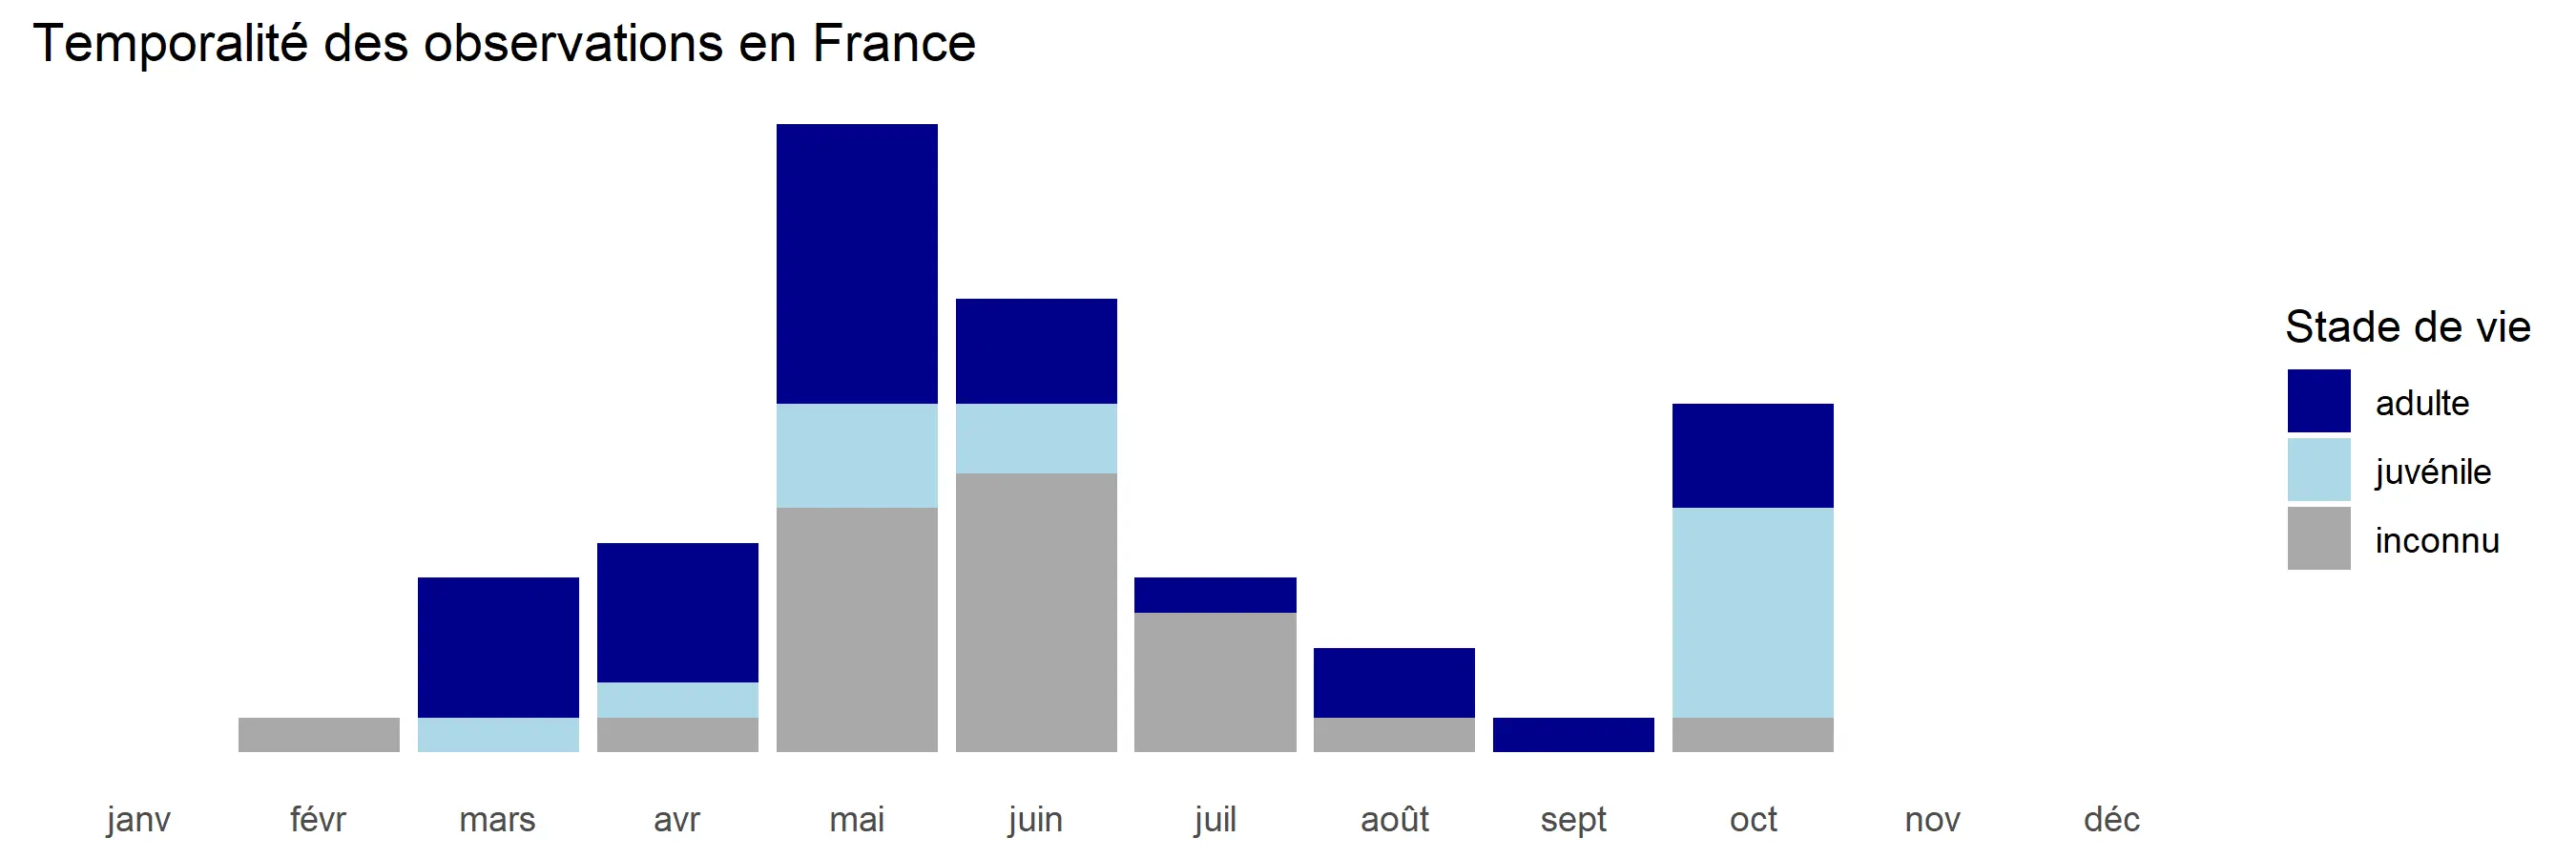 Temporalité des observations en France
Stade de vie
adulte
juvénile
inconnu
janv févr mars avr mai juin juil août sept oct nov déc